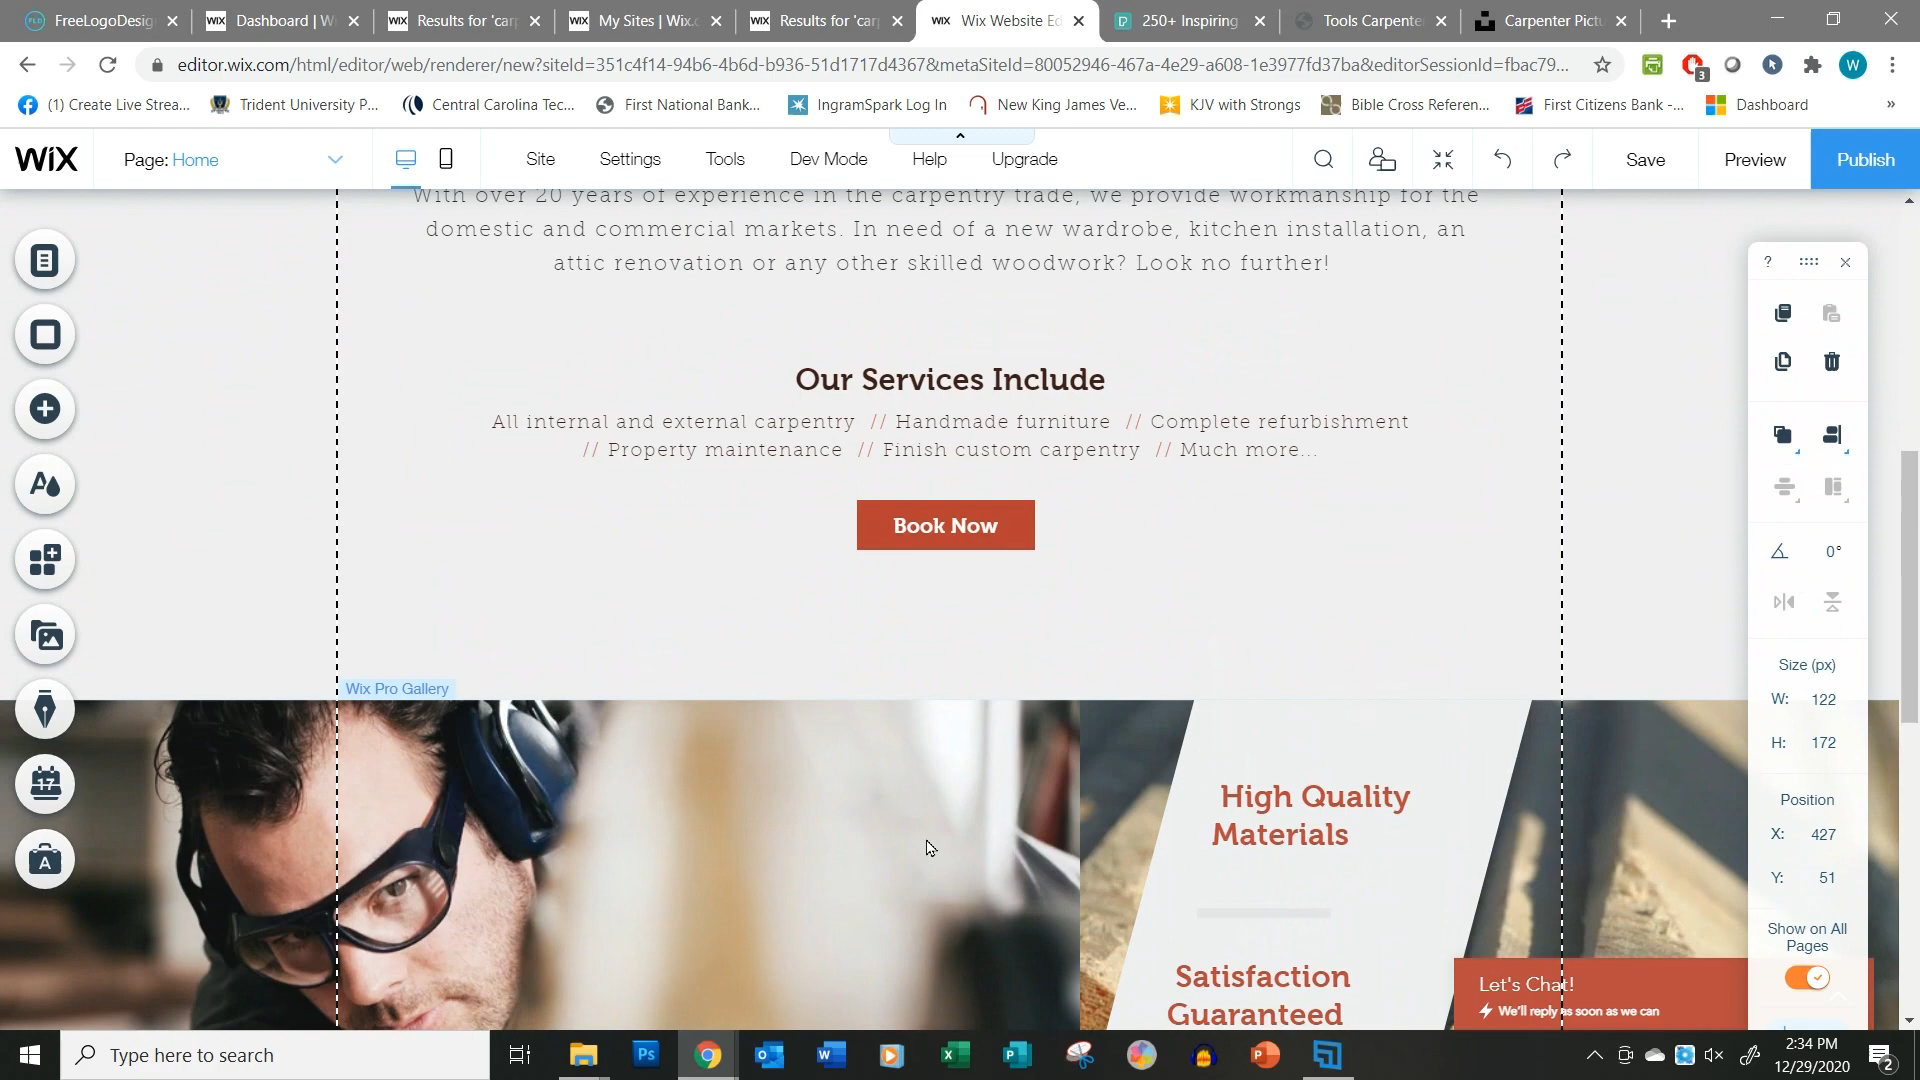 FreeLogoDesig
Dashboard | W
Results for 'car
My Sites | Wix.c
Results for 'car
Wix Website Ed
250+ Inspiring
Tools Carpente
Carpenter Pict
editor.wix.com/html/editor/web/renderer/new?siteId=351c4f14-94b6-4b6d-b936-51d1717d4367&metaSiteId=80052946-467a-4e29-a608-1e3977fd37ba&editorSessionId=fbac79...
3
W
(1) Create Live Strea...
Trident University P...
Central Carolina Tec...
First National Bank...
IngramSpark Log In
New King James Ve...
KJV with Strongs
Bible Cross Referen...
First Citizens Bank -...
Dashboard
»
WiX
Page: Home
Site
Settings
Tools
Dev Mode
Help
Upgrade
Save
Preview
Publish
With over 20 years of experience in the carpentry trade, we provide workmanship for the
domestic and commercial markets. In need of a new wardrobe, kitchen installation, an
attic renovation or any other skilled woodwork? Look no further!
Our Services Include
All internal and external carpentry // Handmade furniture // Complete refurbishment
// Property maintenance // Finish custom carpentry // Much more...
Book Now
Wix Pro Gallery
High Quality
Materials
Satisfaction
Guaranteed
Let's Chat!
We'll reply as soon as we can
?
0°
Size (px)
W: 122
H: 172
Position
X: 427
Y: 51
Show on All
Pages
17
A
Type here to search
2:34 PM
12/29/2020
2